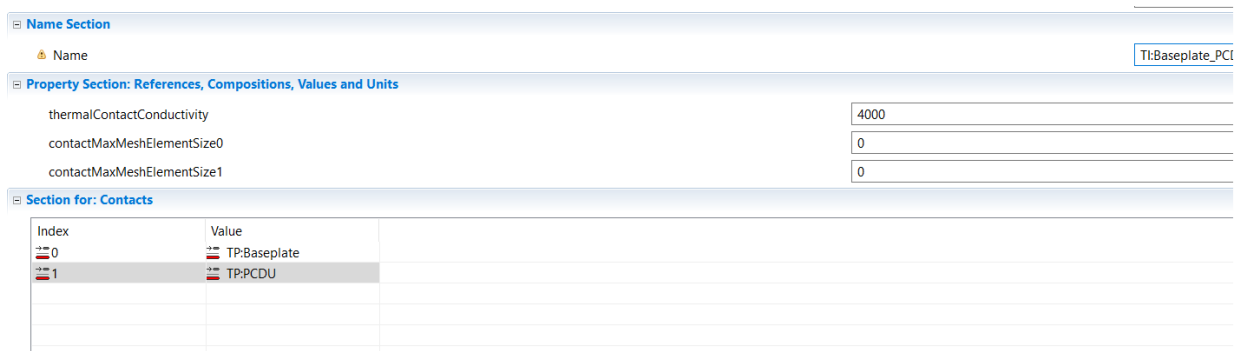 Name Section
Name TI:Baseplate_PCD
Property Section: References, Compositions, Values and Units
thermalContactConductivity 4000
contactMaxMeshElementSize0 0
contactMaxMeshElementSize1 0
Section for: Contacts
Index Value
0 TP:Baseplate
1 TP:PCDU